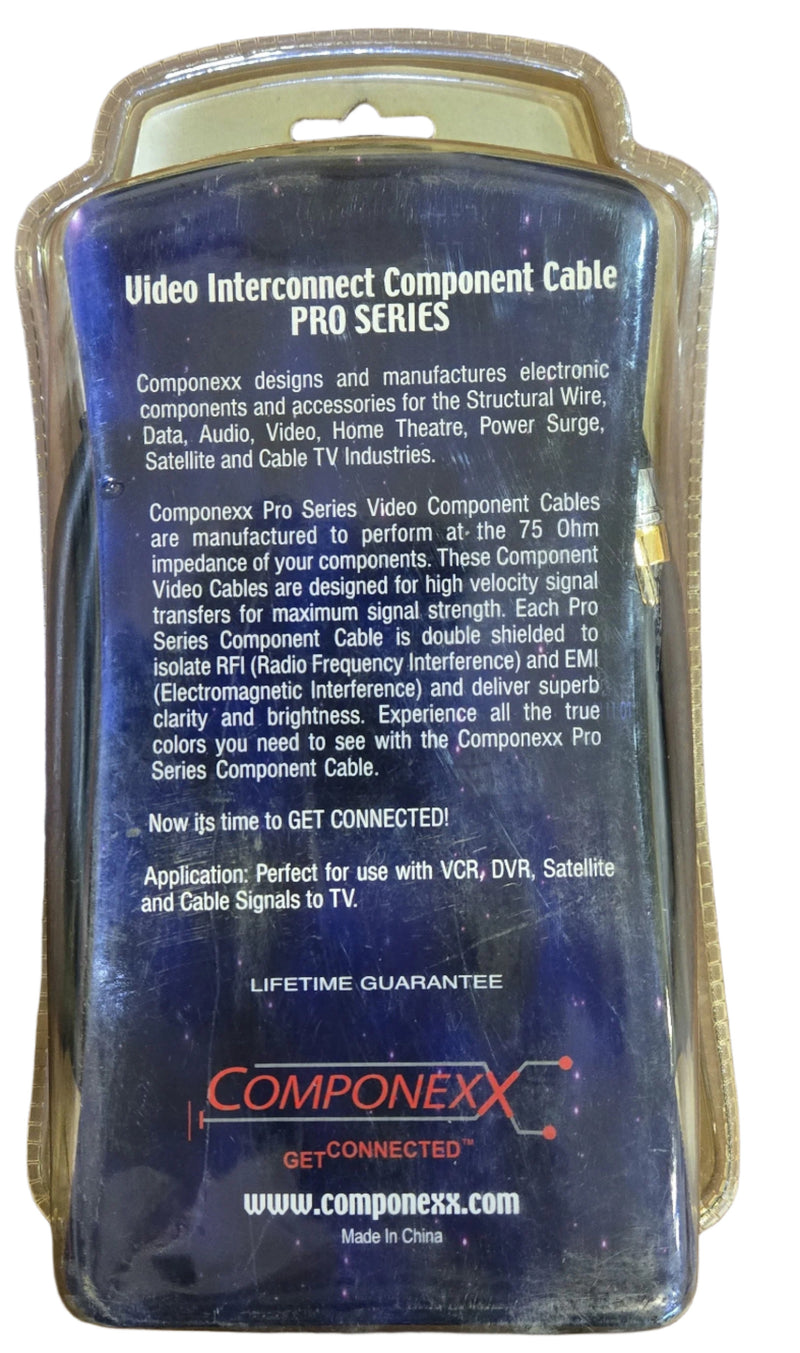 Video Interconnect Component Cable
PRO SERIES
Componexx designs and manufactures electronic
components and accessories for the Structural Wire,
Data, Audio, Video, Home Theatre, Power Surge,
Satellite and Cable TV Industries.
Componexx Pro Series Video Component Cables
are manufactured to perform at the 75 Ohm
impedance of your components. These Component
Video Cables are designed for high velocity signal
transfers for maximum signal strength. Each Pro
Series Component Cable is double shielded to
isolate RFI (Radio Frequency Interference) and EMI
(Electromagnetic Interference) and deliver superb
clarity and brightness. Experience all the true
colors you need to see with the Componexx Pro
Series Component Cable.
Now its time to GET CONNECTED!
Application: Perfect for use with VCR, DVR, Satellite
and Cable Signals to TV.
LIFETIME GUARANTEE
COMPONEXX
GET CONNECTED™
www.componexx.com
Made In China